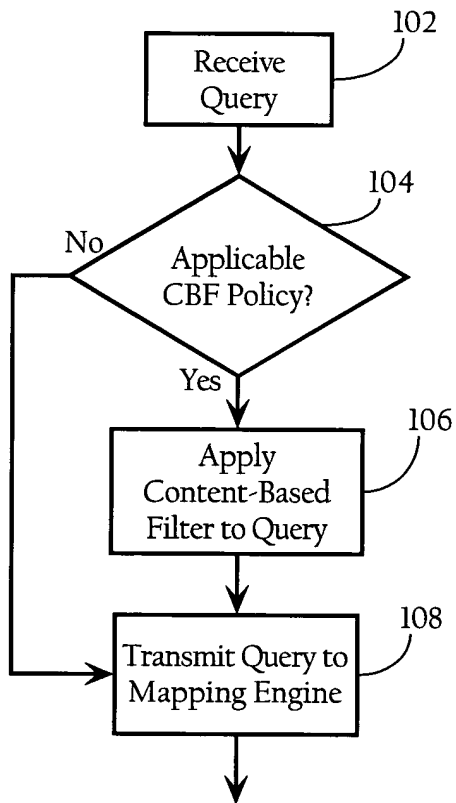 102
Receive
Query
104
No
Applicable
CBF Policy?
Yes
106
Apply
Content-Based
Filter to Query
108
Transmit Query to
Mapping Engine